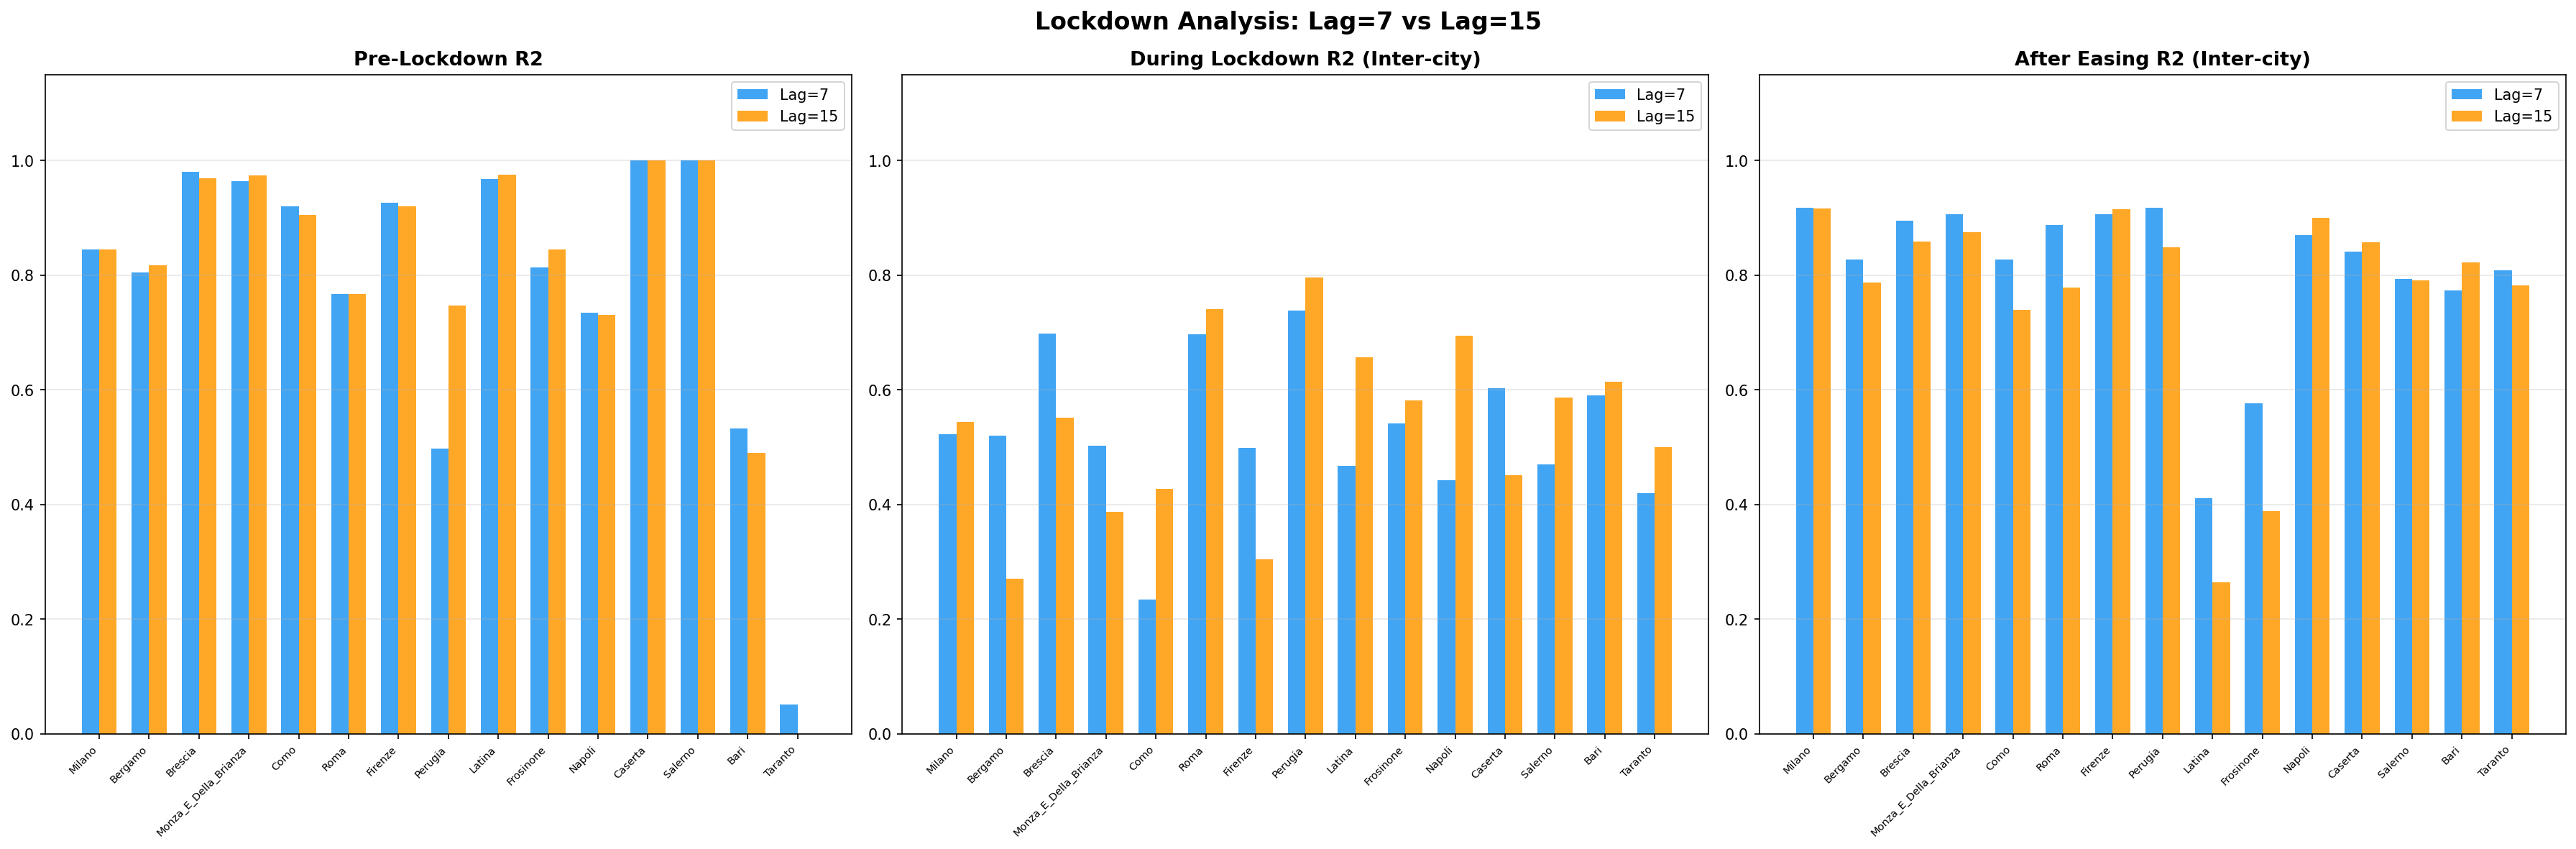 Lockdown Analysis: Lag=7 vs Lag=15
Pre-Lockdown R2
Lag=7
Lag=15
1.0
0.8
0.6
0.4
0.2
0.0
Milano
Bergamo
Brescia
Monza_E_Della_Brianza
Como
Roma
Firenze
Perugia
Latina
Frosinone
Napoli
Caserta
Salerno
Bari
Taranto
During Lockdown R2 (Inter-city)
Lag=7
Lag=15
1.0
0.8
0.6
0.4
0.2
0.0
Milano
Bergamo
Brescia
Monza_E_Della_Brianza
Como
Roma
Firenze
Perugia
Latina
Frosinone
Napoli
Caserta
Salerno
Bari
Taranto
After Easing R2 (Inter-city)
Lag=7
Lag=15
1.0
0.8
0.6
0.4
0.2
0.0
Milano
Bergamo
Brescia
Monza_E_Della_Brianza
Como
Roma
Firenze
Perugia
Latina
Frosinone
Napoli
Caserta
Salerno
Bari
Taranto